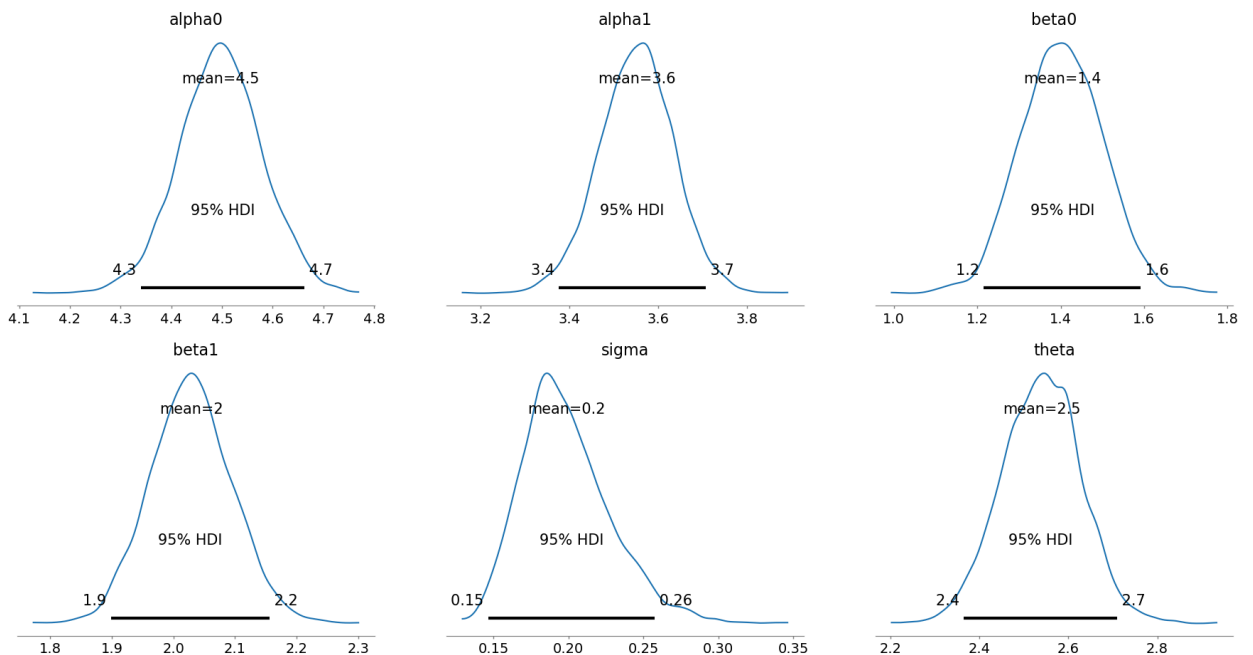 alpha0
mean=4.5
95% HDI
4.3
4.7
4.1 4.2 4.3 4.4 4.5 4.6 4.7 4.8
alpha1
mean=3.6
95% HDI
3.4
3.7
3.2 3.4 3.6 3.8
beta0
mean=1.4
95% HDI
1.2
1.6
1.0 1.2 1.4 1.6 1.8
beta1
mean=2
95% HDI
1.9
2.2
1.8 1.9 2.0 2.1 2.2 2.3
sigma
mean=0.2
95% HDI
0.15
0.26
0.15 0.20 0.25 0.30 0.35
theta
mean=2.5
95% HDI
2.4
2.7
2.2 2.4 2.6 2.8